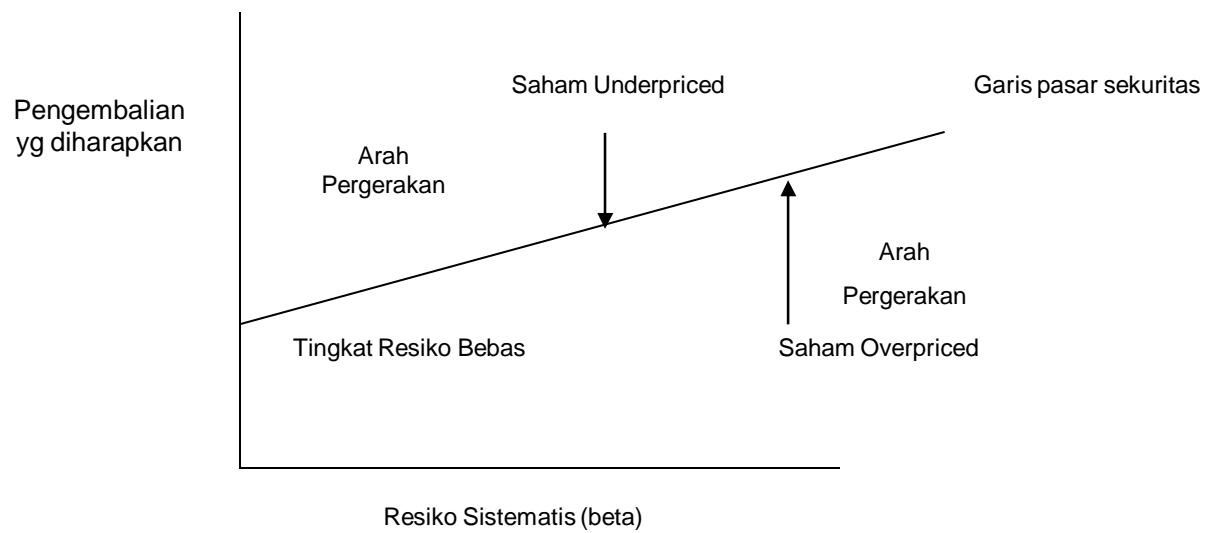 Saham Underpriced
Garis pasar sekuritas
Pengembalian
yg diharapkan
Arah
Pergerakan
Arah
Pergerakan
Tingkat Resiko Bebas
Saham Overpriced
Resiko Sistematis (beta)